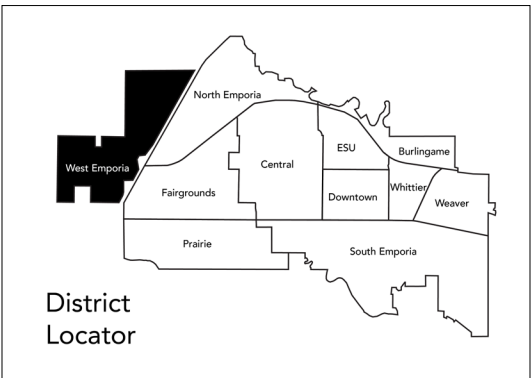 North Emporia
ESU
Burlingame
West Emporia
Central
Fairgrounds
Downtown
Whittier
Weaver
Prairie
South Emporia
District
Locator